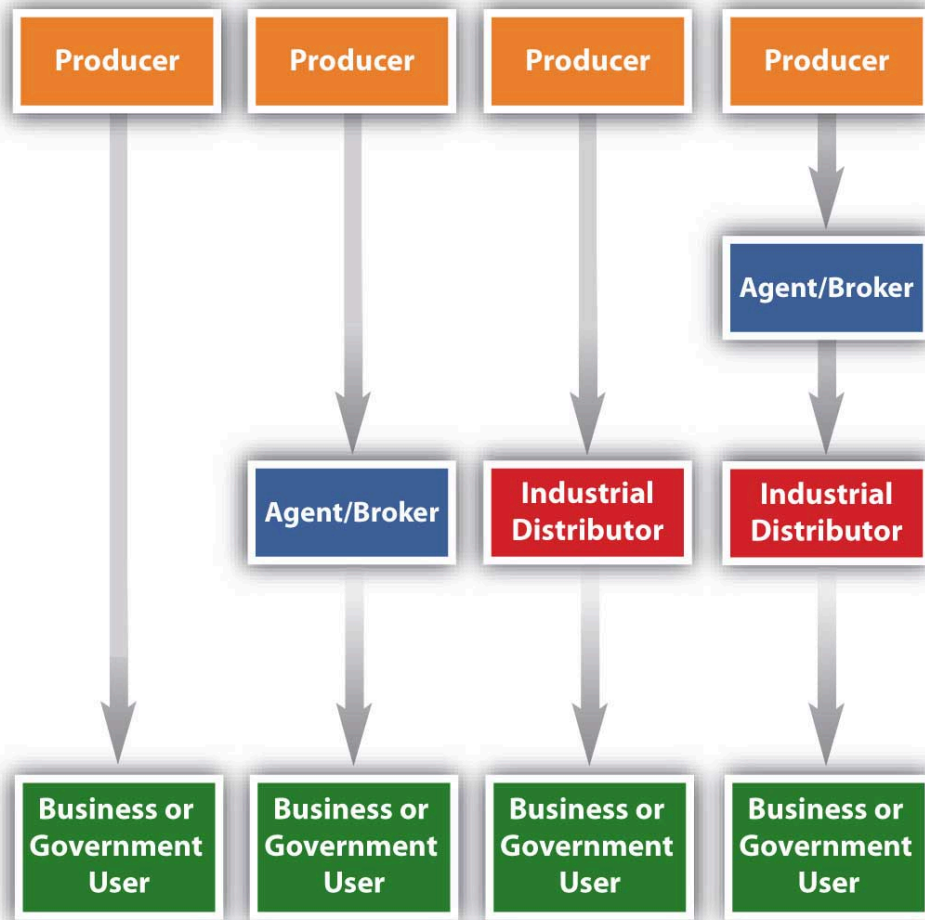 Producer
Producer
Producer
Producer
Agent/Broker
Agent/Broker
Industrial
Distributor
Industrial
Distributor
Business or
Government
User
Business or
Government
User
Business or
Government
User
Business or
Government
User